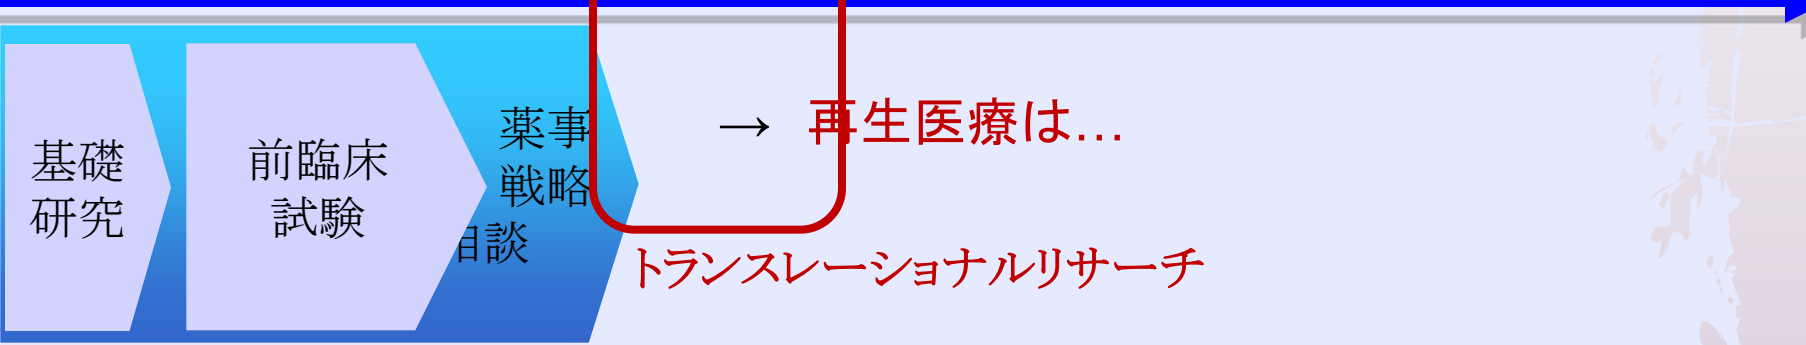 基礎
研究
前臨床
試験
薬事
戦略
相談
→ 再生医療は…
トランスレーショナルリサーチ